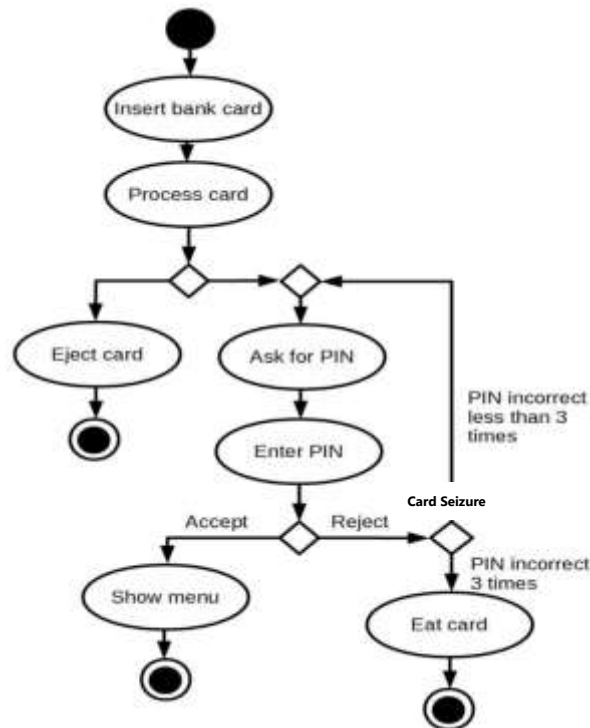 Insert bank card
Process card
Eject card
Ask for PIN
PIN incorrect
less than 3
times
Enter PIN
Card Seizure
Accept
Reject
PIN incorrect
3 times
Show menu
Eat card